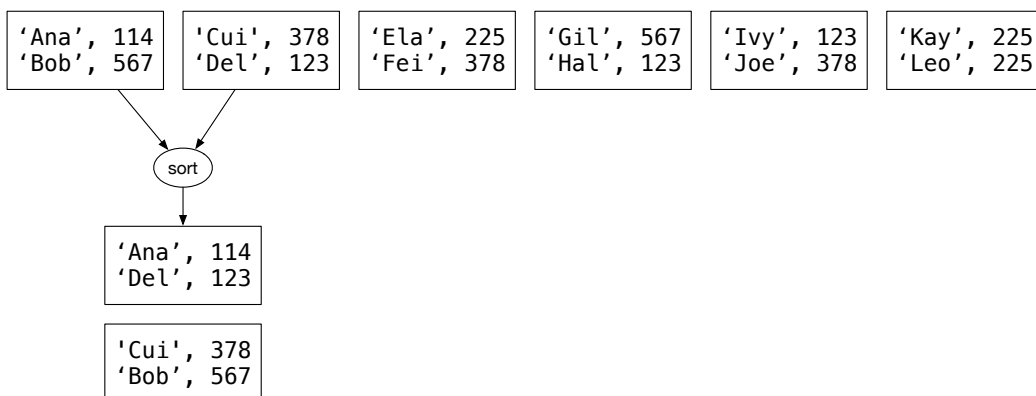 ‘Ana’, 114
‘Bob’, 567
'Cui', 378
‘Del’, 123
‘Ela’, 225
‘Fei’, 378
‘Gil’, 567
‘Hal’, 123
‘Ivy’, 123
‘Joe’, 378
‘Kay’, 225
‘Leo’, 225
sort
‘Ana’, 114
‘Del’, 123
'Cui', 378
‘Bob’, 567